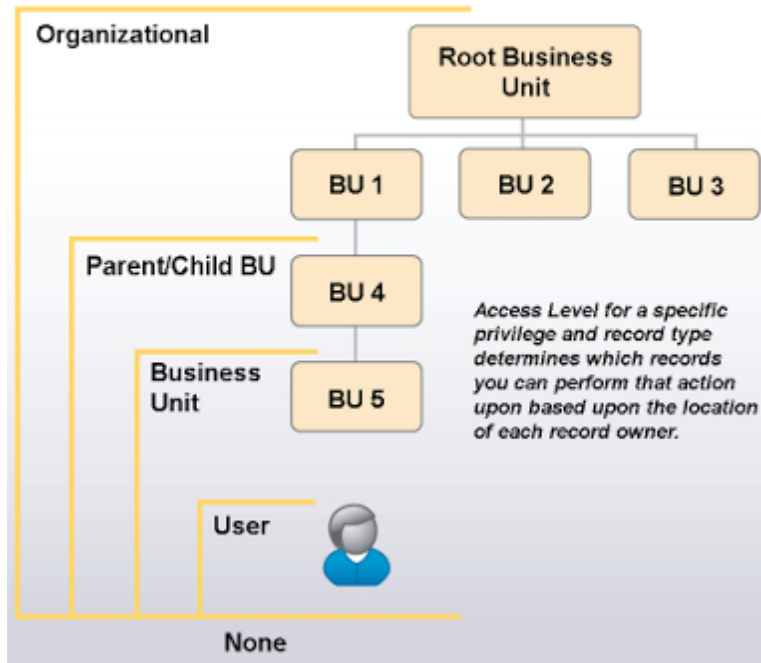 Organizational
Root Business
Unit
BU 1
BU 2
BU 3
Parent/Child BU
BU 4
Access Level for a specific
privilege and record type
determines which records
you can perform that action
upon based upon the location
of each record owner.
Business
Unit
BU 5
User
None